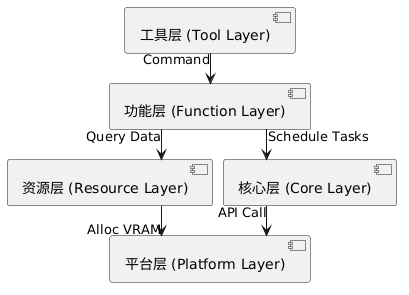 工具层 (Tool Layer)
Command
功能层 (Function Layer)
Query Data
Schedule Tasks
资源层 (Resource Layer)
核心层 (Core Layer)
Alloc VRAM
API Call
平台层 (Platform Layer)